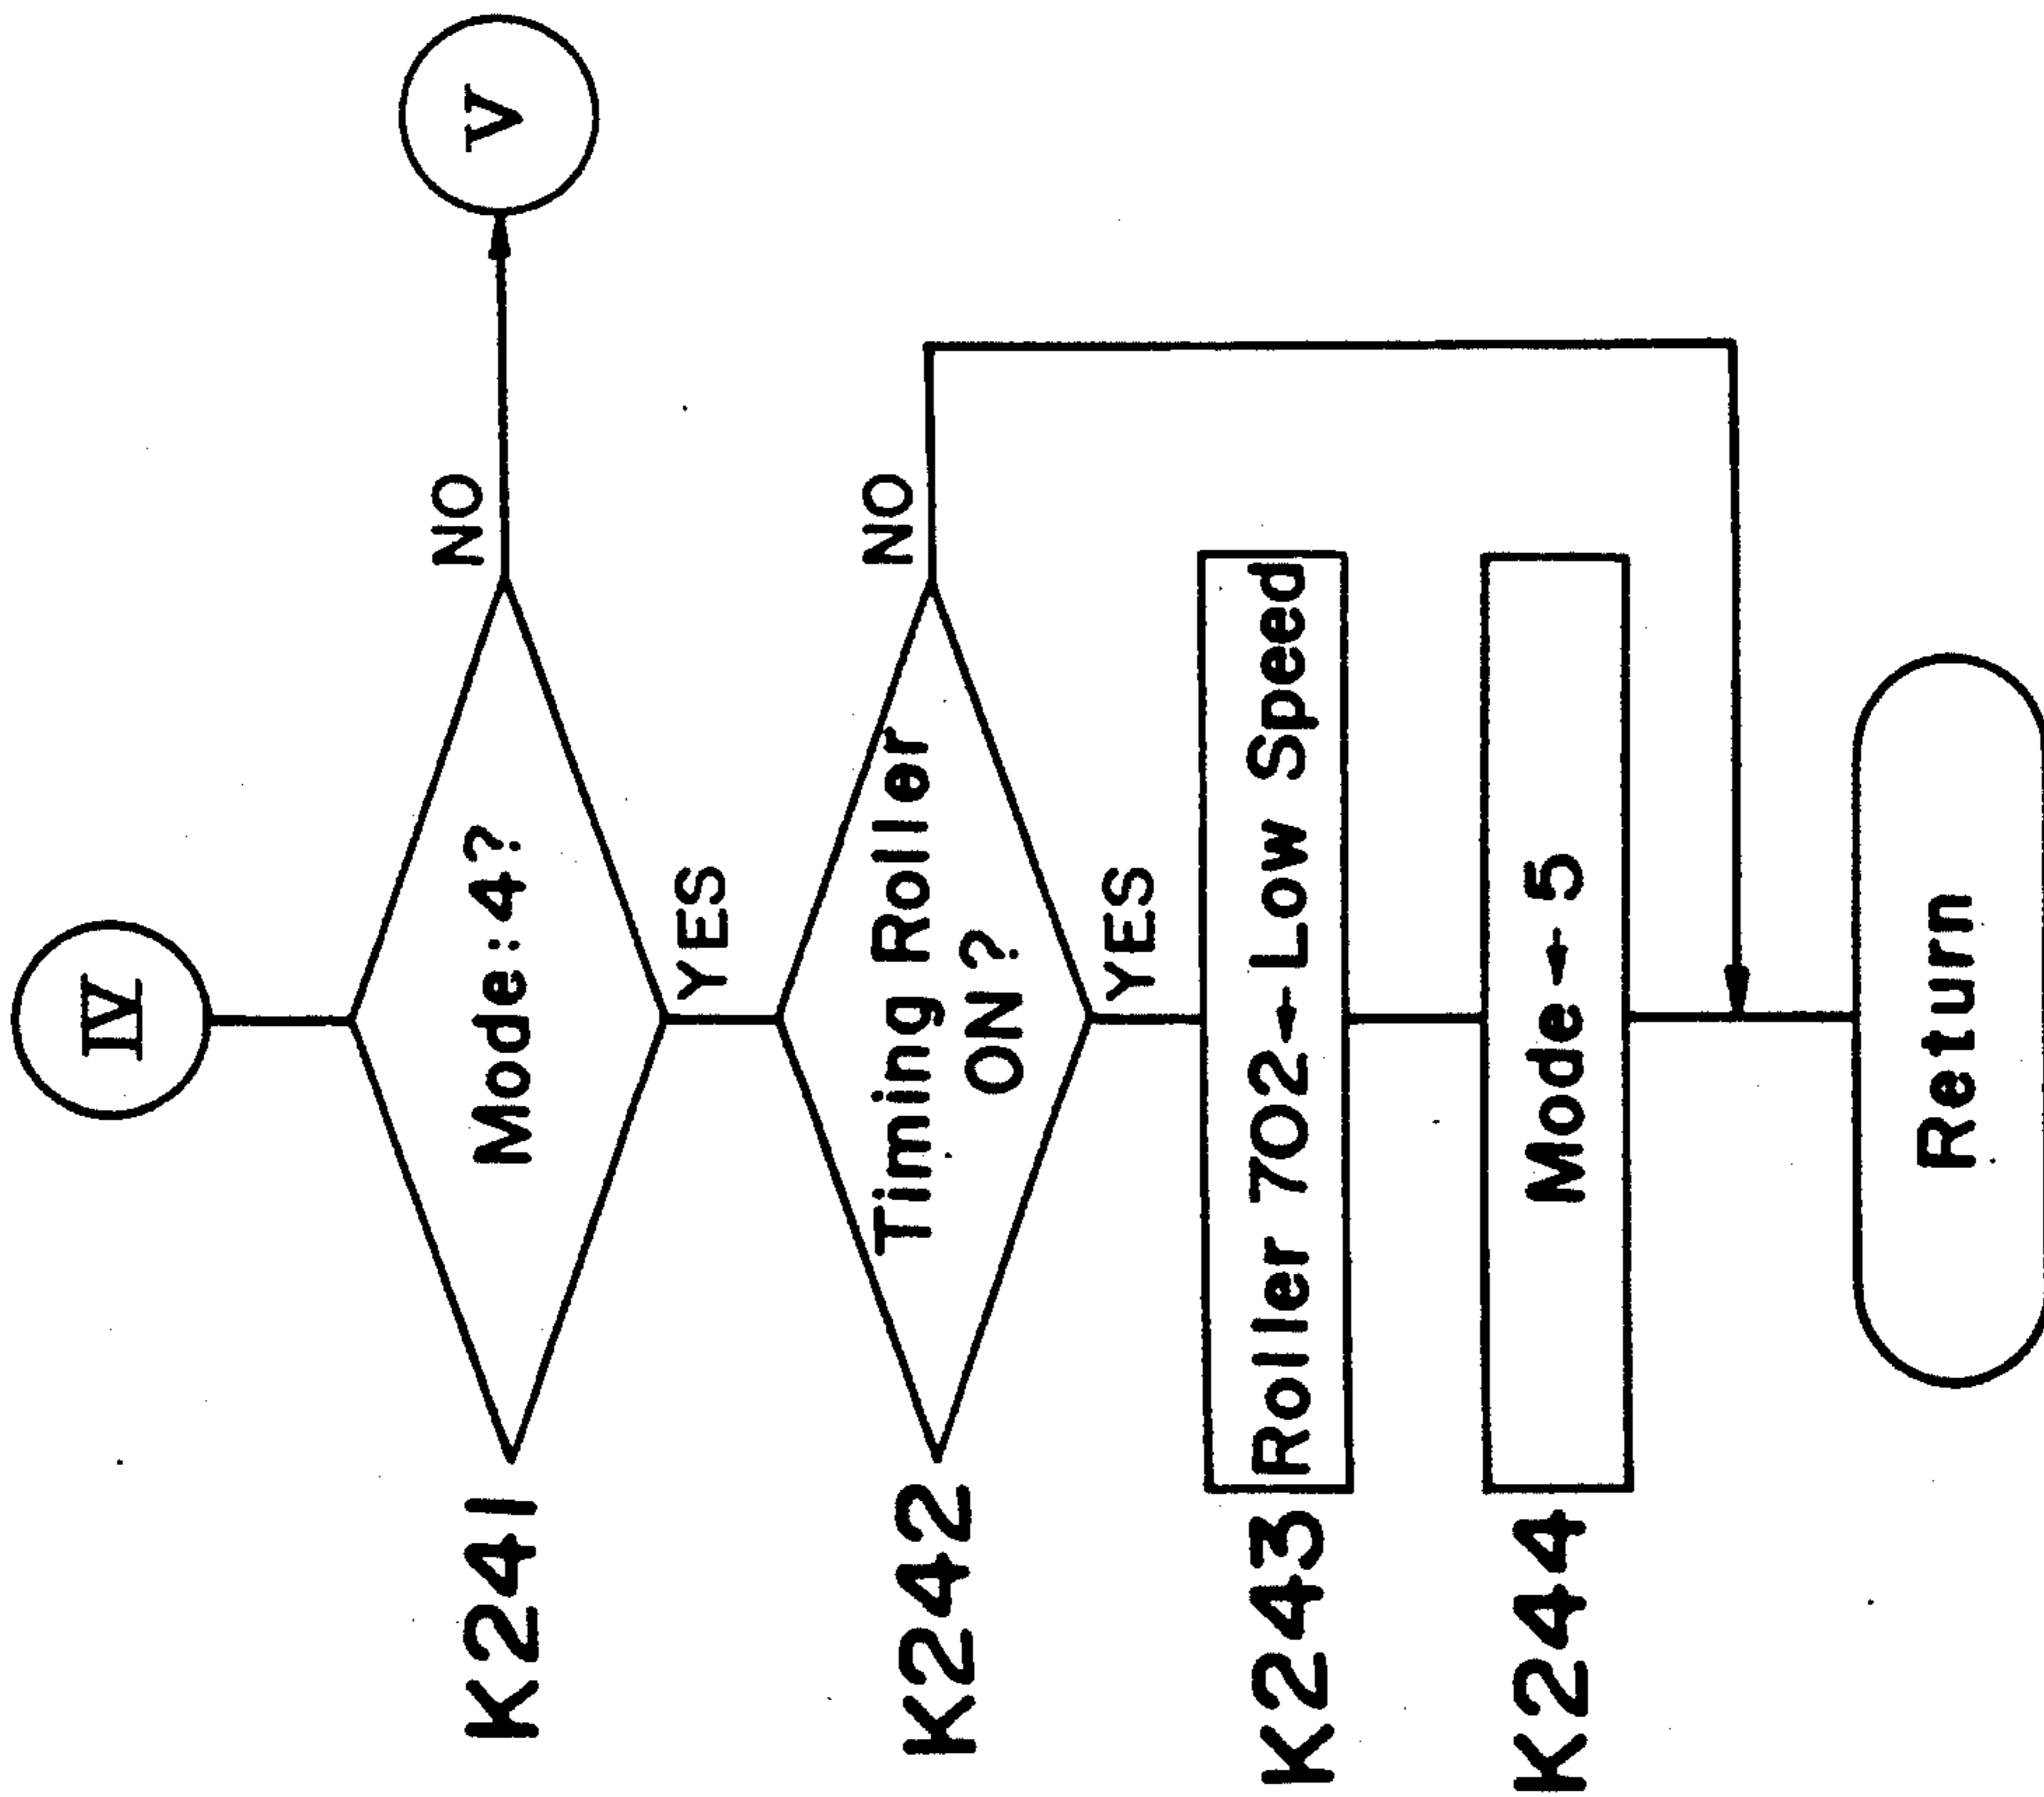 IV
K241
Mode:4?
NO
V
YES
K242
Timing Roller
ON?
NO
YES
K243
Roller 702←Low Speed
K244
Mode←5
Return